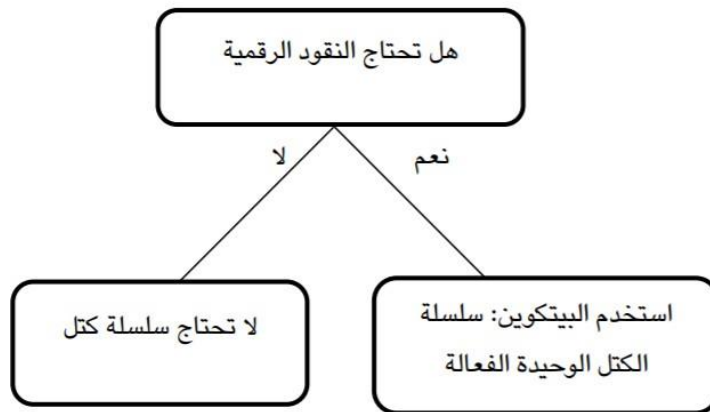 هل تحتاج النقود الرقمية
نعم
لا
استخدم البيتكوين: سلسلة
الكتل الوحيدة الفعالة
لا تحتاج سلسلة كتل